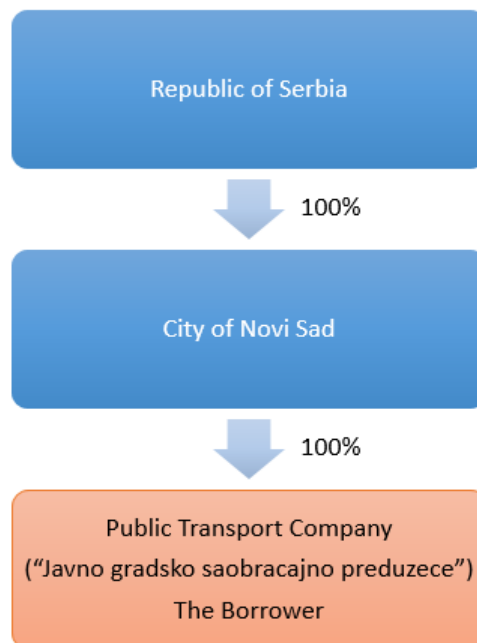 Republic of Serbia
100%
City of Novi Sad
100%
Public Transport Company
(“Javno gradsko saobracajno preduzece”)
The Borrower